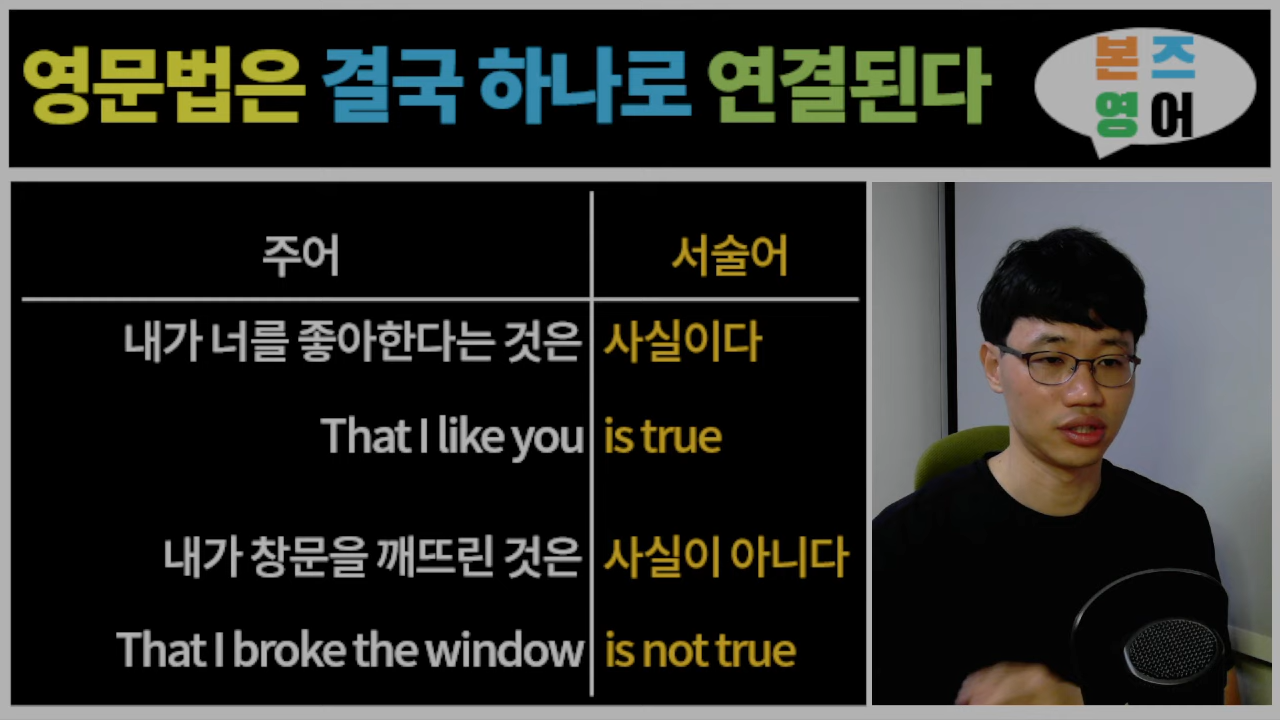 영문법은 결국 하나로 연결된다
본즈
영어
주어 서술어
내가 너를 좋아한다는 것은 사실이다
That I like you is true
내가 창문을 깨뜨린 것은 사실이 아니다
That I broke the window is not true